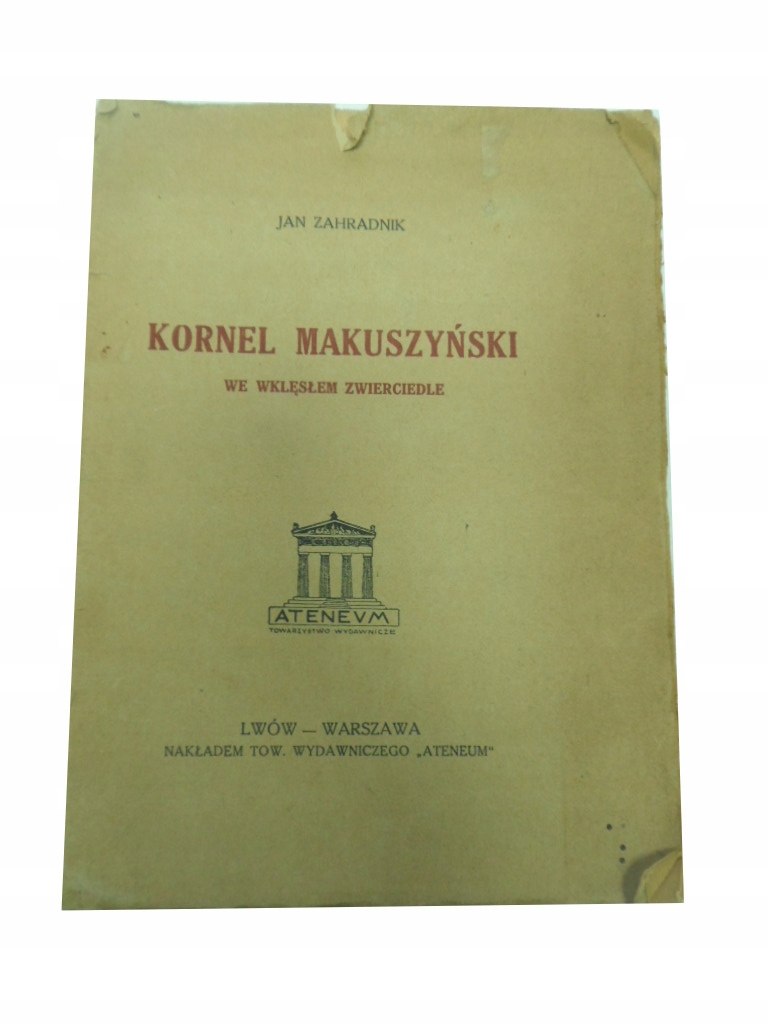 JAN ZAHRADNIK
KORNEL MAKUSZYŃSKI
WE WKLĘSŁEM ZWIERCIEDLE
ATENEVM
TOWARZYSTWO WYDAWNICZE
LWÓW — WARSZAWA
NAKŁADEM TOW. WYDAWNICZEGO „ATENEUM“